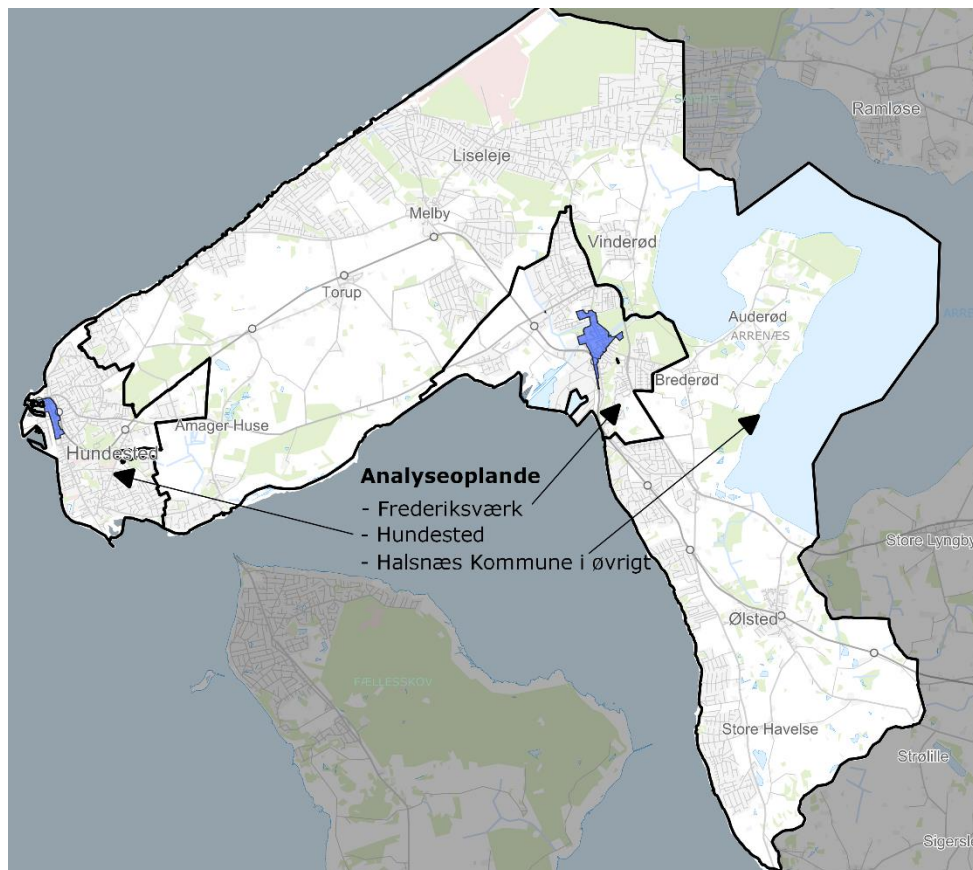 Ramløse
Liseleje
Melby
Vinderød
Torup
Auderød
ARRENÆS
Brederød
Amager Huse
Hundested
Analyseoplande
- Frederiksværk
- Hundested
- Halsnæs Kommune i øvrigt
Store Lyngby
Ølsted
FÆLLESSKOV
Store Havelse
Strølille